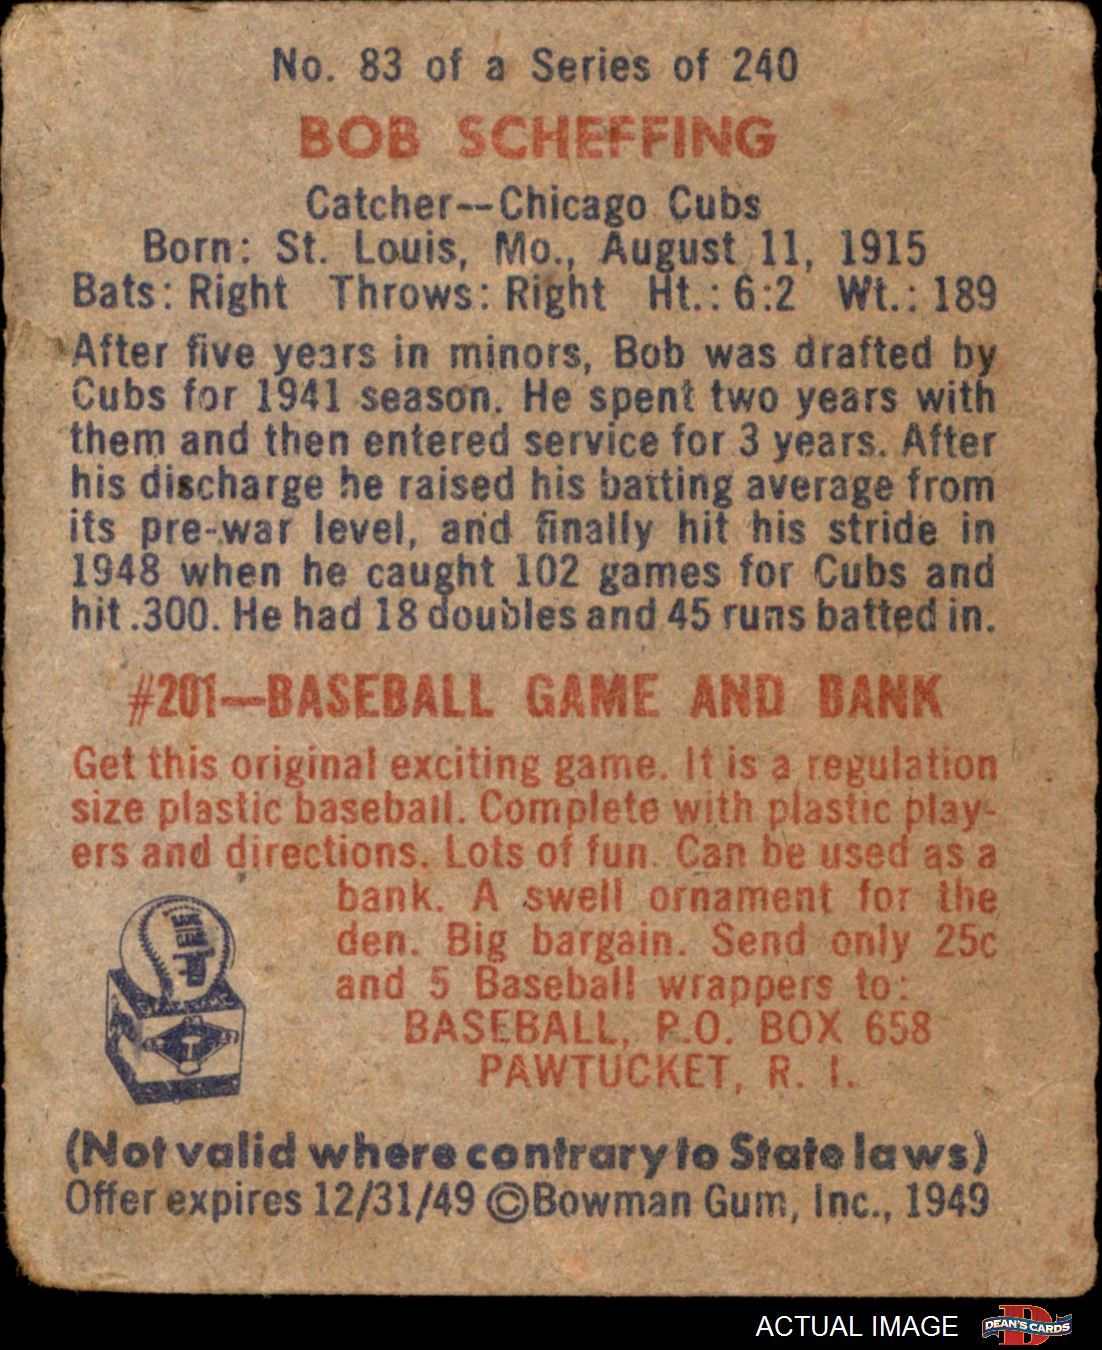 No. 83 of a Series of 240
BOB SCHEFFING
Catcher--Chicago Cubs
Born: St. Louis, Mo., August 11, 1915
Bats: Right Throws: Right Ht.: 6:2 Wt.: 189
After five years in minors, Bob was drafted by
Cubs for 1941 season. He spent two years with
them and then entered service for 3 years. After
his discharge he raised his batting average from
its pre-war level, and finally hit his stride in
1948 when he caught 102 games for Cubs and
hit .300. He had 18 doubles and 45 runs batted in.
#201—BASEBALL GAME AND BANK
Get this original exciting game. It is a regulation
size plastic baseball. Complete with plastic play-
ers and directions. Lots of fun. Can be used as a
bank. A swell ornament for the
den. Big bargain. Send only 25c
and 5 Baseball wrappers to:
BASEBALL, P.O. BOX 658
PAWTUCKET, R. I.
(Not valid where contrary to State laws)
Offer expires 12/31/49 ©Bowman Gum, Inc., 1949
ACTUAL IMAGE
DEAN'S CARDS